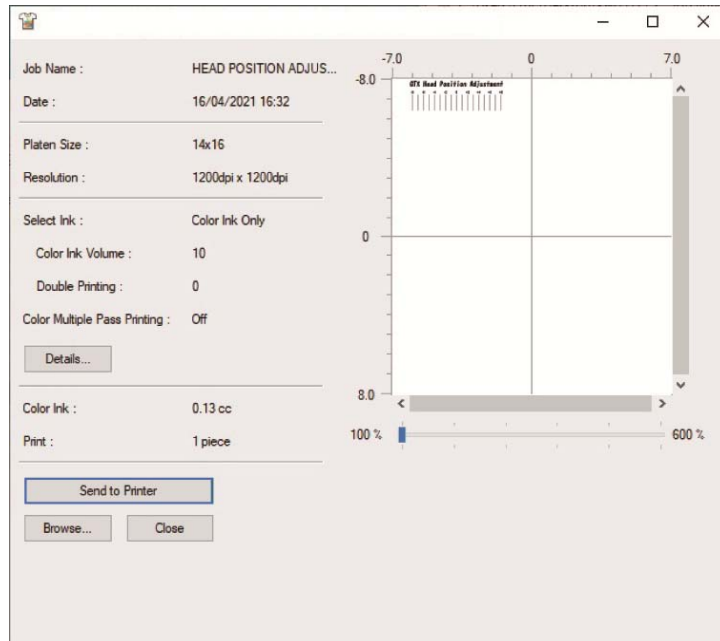 Job Name : HEAD POSITION ADJUS...
Date : 16/04/2021 16:32
Platen Size : 14x16
Resolution : 1200dpi x 1200dpi
Select Ink : Color Ink Only
Color Ink Volume : 10
Double Printing : 0
Color Multiple Pass Printing : Off
Details...
Color Ink : 0.13 cc
Print : 1 piece
Send to Printer
Browse... Close
-7.0 0 7.0
-8.0
GTX Head Position Adjustment
0
8.0
100 % 600 %